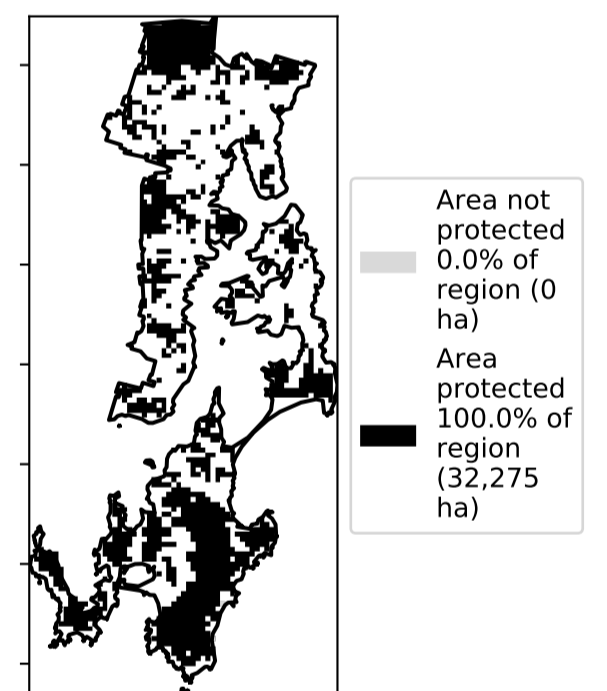 Area not
protected
0.0% of
region (0
ha)
Area
protected
100.0% of
region
(32,275
ha)